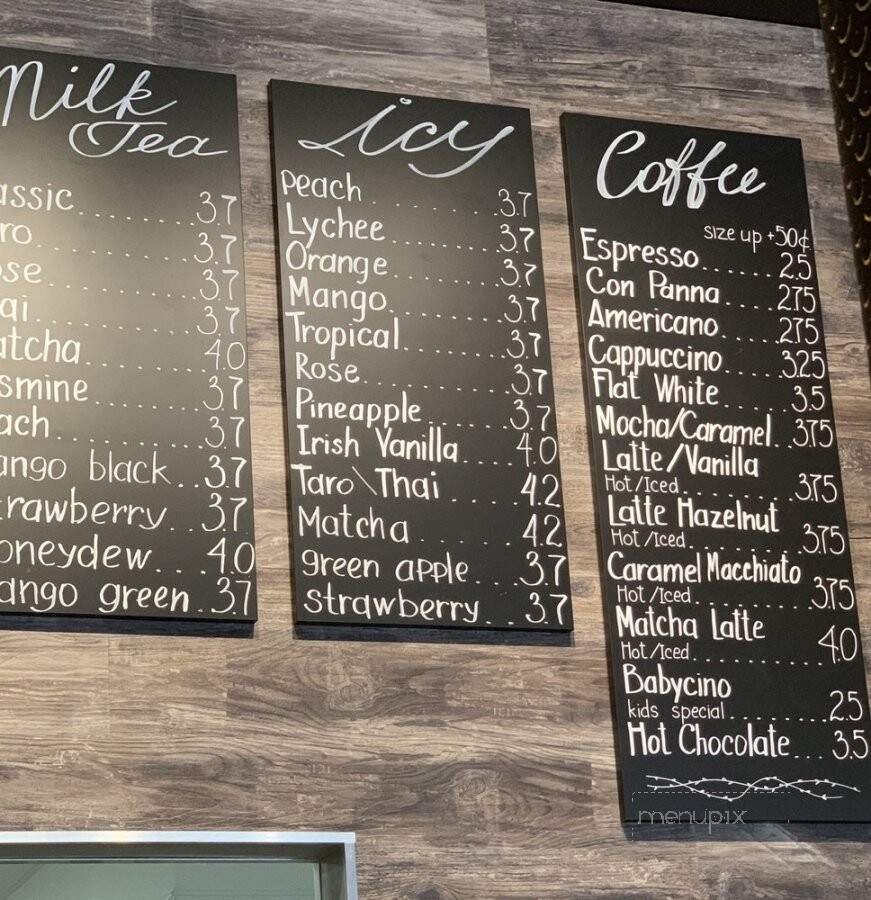 Milk
Tea
assic 3.7
ro 3.7
ose 3.7
ai 3.7
atcha 4.0
smine 3.7
ach 3.7
ango black 3.7
trawberry 3.7
oneydew 4.0
ango green 3.7
icy
Peach 3.7
Lychee 3.7
Orange 3.7
Mango 3.7
Tropical 3.7
Rose 3.7
Pineapple 3.7
Irish Vanilla 4.0
Taro\Thai 4.2
Matcha 4.2
green apple 3.7
strawberry 3.7
Coffee
size up +50¢
Espresso 2.5
Con Panna 2.75
Americano 2.75
Cappuccino 3.25
Flat White 3.5
Mocha/Caramel 3.75
Latte/Vanilla
Hot/Iced 3.75
Latte Hazelnut
Hot/Iced 3.75
Caramel Macchiato
Hot/Iced 3.75
Matcha Latte
Hot/Iced 4.0
Babycino
kids special 2.5
Hot Chocolate 3.5
menupix